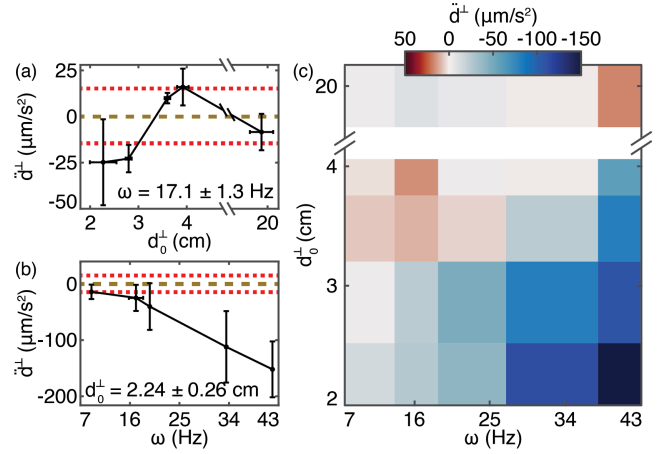 (a)
25
0
-25
-50
d̈⊥ (μm/s²)
ω = 17.1 ± 1.3 Hz
2 3 4 20
d₀⊥ (cm)
(b)
0
-100
-200
d̈⊥ (μm/s²)
d₀⊥ = 2.24 ± 0.26 cm
7 16 25 34 43
ω (Hz)
(c)
d̈⊥ (μm/s²)
50 0 -50 -100 -150
20
4
3
2
d₀⊥ (cm)
7 16 25 34 43
ω (Hz)